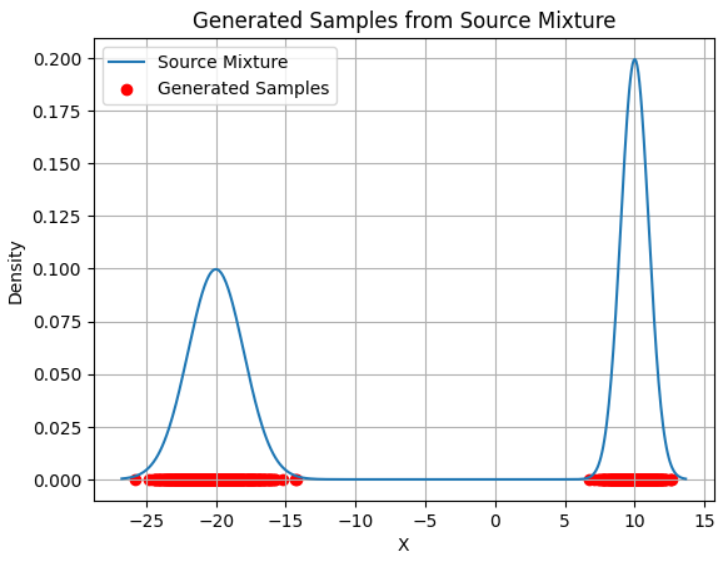 Generated Samples from Source Mixture
Source Mixture
Generated Samples
0.200
0.175
0.150
0.125
0.100
0.075
0.050
0.025
0.000
Density
−25 −20 −15 −10 −5 0 5 10 15
X